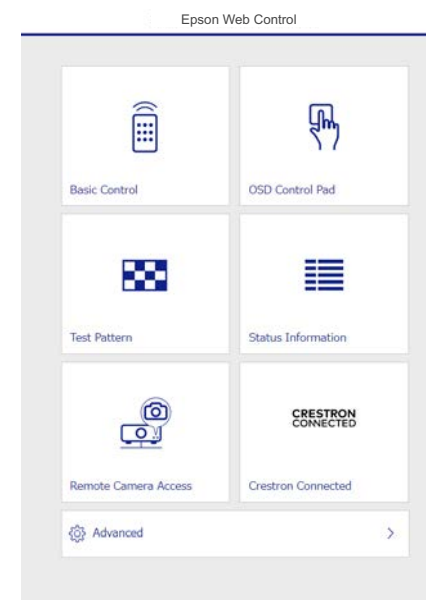 Epson Web Control
Basic Control
OSD Control Pad
Test Pattern
Status Information
CRESTRON
CONNECTED
Remote Camera Access
Crestron Connected
Advanced